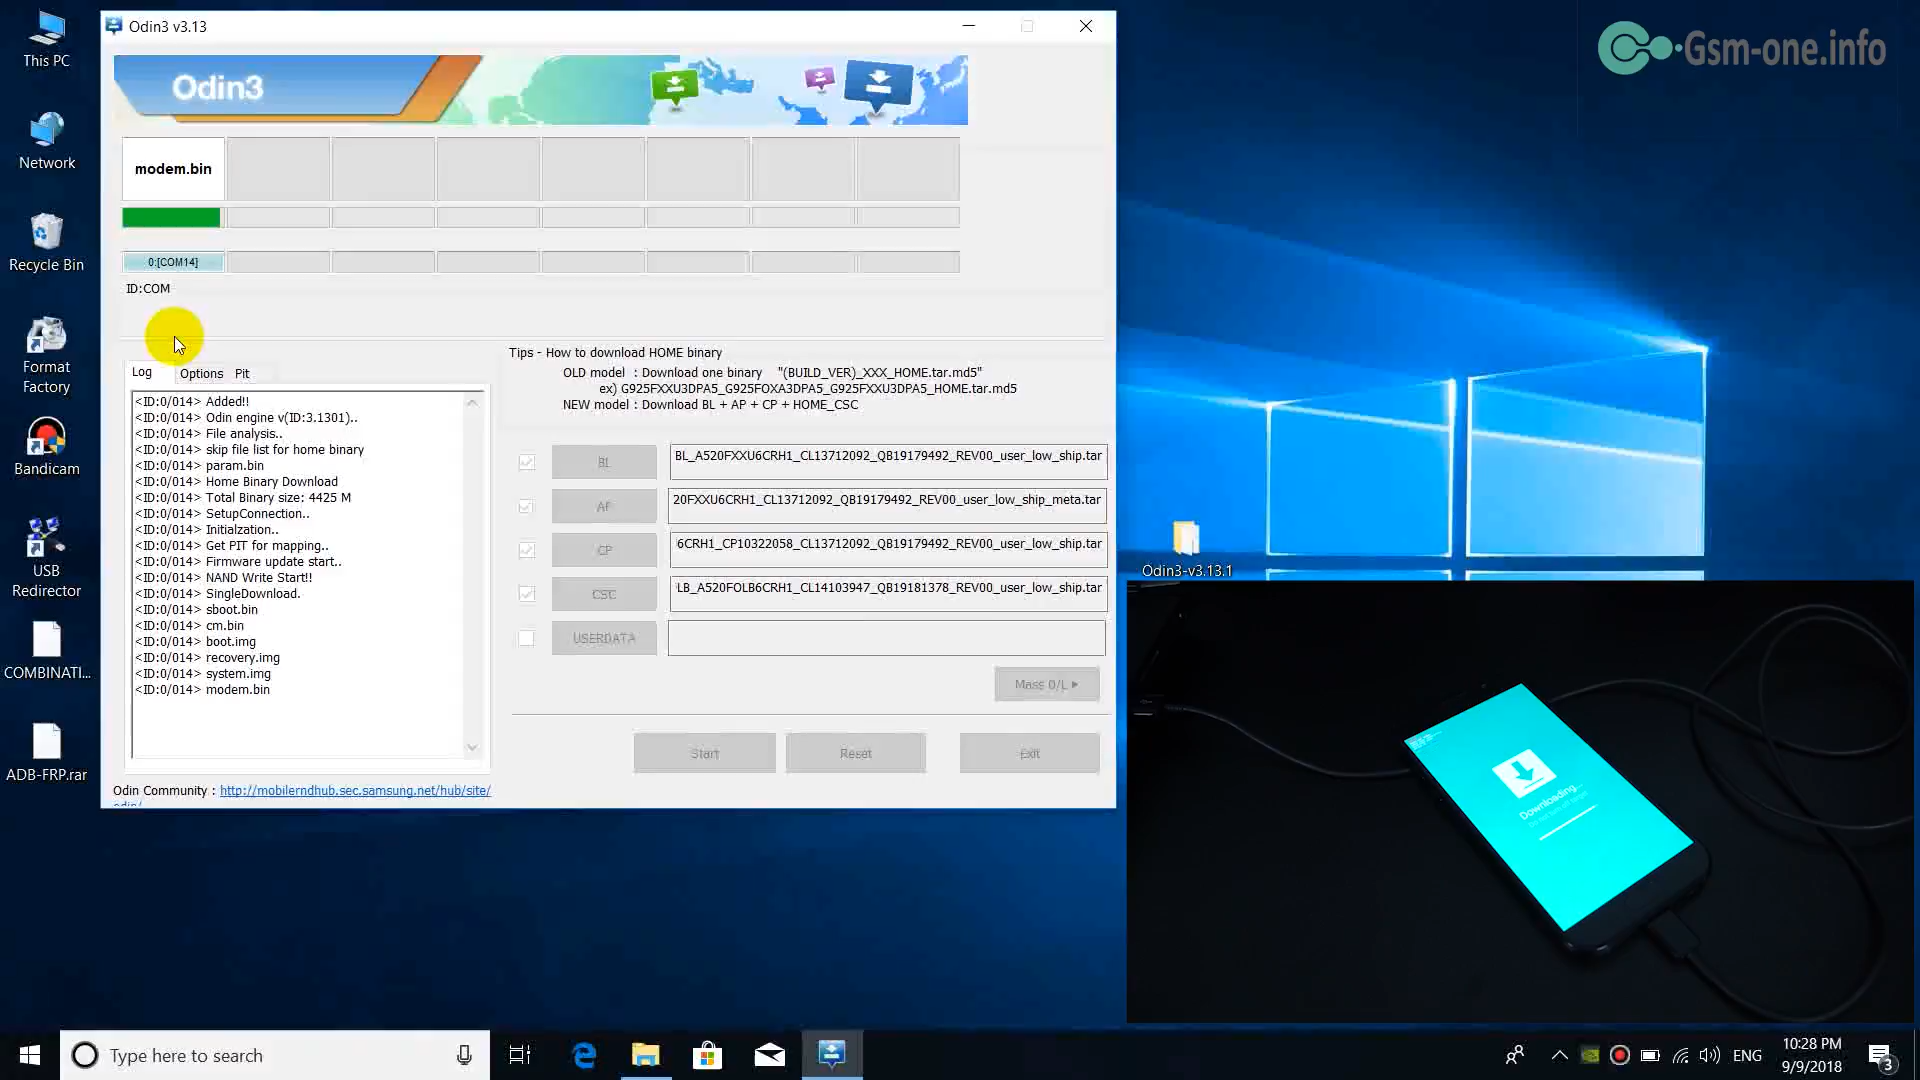 This PC
Network
Recycle Bin
Format
Factory
Bandicam
USB
Redirector
COMBINATI...
ADB-FRP.rar
Odin3 v3.13
Odin3
modem.bin
0:[COM14]
ID:COM
Log
Options
Pit
<ID:0/014> Added!!
<ID:0/014> Odin engine v(ID:3.1301)..
<ID:0/014> File analysis..
<ID:0/014> skip file list for home binary
<ID:0/014> param.bin
<ID:0/014> Home Binary Download
<ID:0/014> Total Binary size: 4425 M
<ID:0/014> SetupConnection..
<ID:0/014> Initialzation..
<ID:0/014> Get PIT for mapping..
<ID:0/014> Firmware update start..
<ID:0/014> NAND Write Start!!
<ID:0/014> SingleDownload.
<ID:0/014> sboot.bin
<ID:0/014> cm.bin
<ID:0/014> boot.img
<ID:0/014> recovery.img
<ID:0/014> system.img
<ID:0/014> modem.bin
Tips - How to download HOME binary
OLD model : Download one binary "(BUILD_VER)_XXX_HOME.tar.md5"
ex) G925FXXU3DPA5_G925FOXA3DPA5_G925FXXU3DPA5_HOME.tar.md5
NEW model : Download BL + AP + CP + HOME_CSC
BL
BL_A520FXXU6CRH1_CL13712092_QB19179492_REV00_user_low_ship.tar
AP
20FXXU6CRH1_CL13712092_QB19179492_REV00_user_low_ship_meta.tar
CP
6CRH1_CP10322058_CL13712092_QB19179492_REV00_user_low_ship.tar
CSC
LB_A520FOLB6CRH1_CL14103947_QB19181378_REV00_user_low_ship.tar
USERDATA
Mass D/L
Start
Reset
Exit
Odin Community : http://mobilerndhub.sec.samsung.net/hub/site/
odin/
Gsm-one.info
Odin3-v3.13.1
Downloading...
Type here to search
ENG
10:28 PM
9/9/2018
3